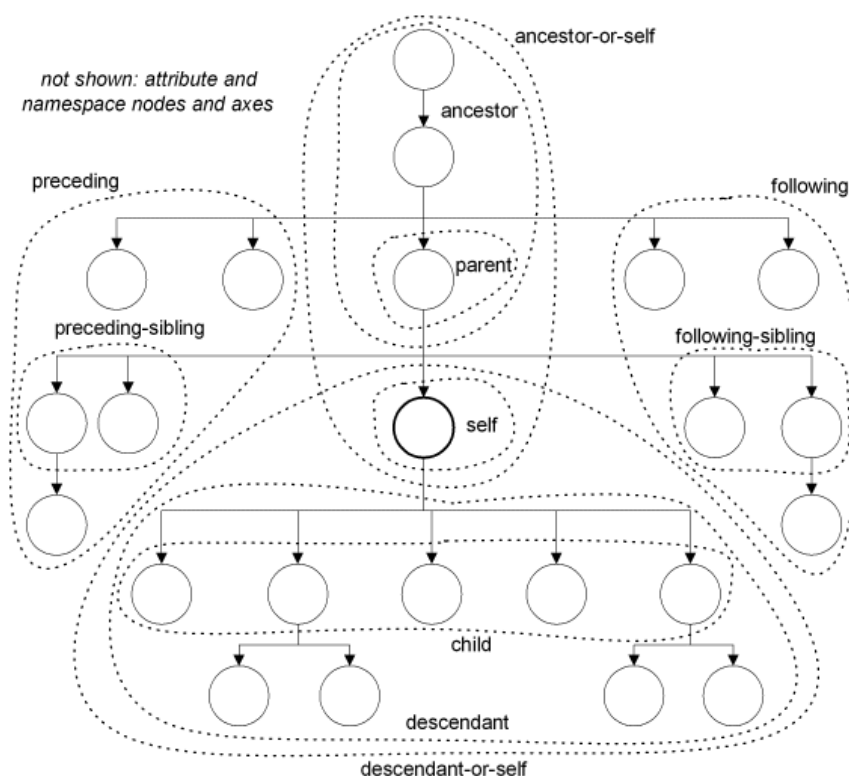 ancestor-or-self
not shown: attribute and
namespace nodes and axes
ancestor
preceding
following
parent
preceding-sibling
following-sibling
self
child
descendant
descendant-or-self